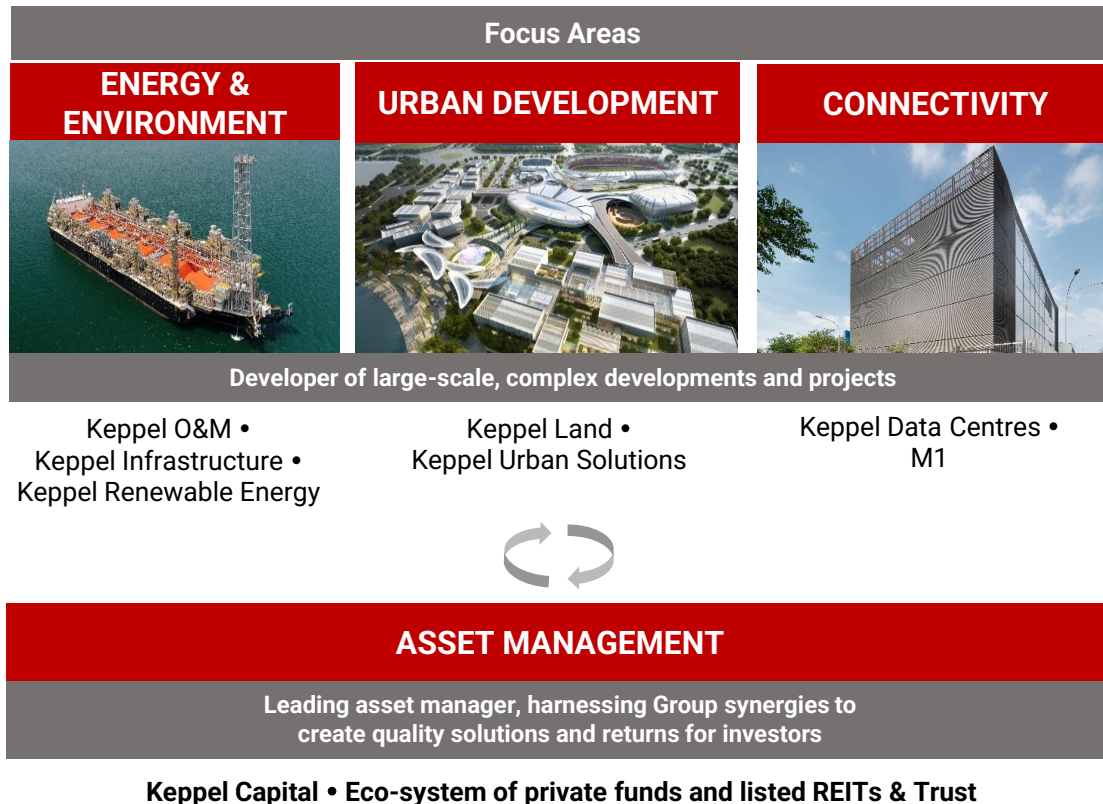 Focus Areas
ENERGY &
ENVIRONMENT
URBAN DEVELOPMENT
CONNECTIVITY
Developer of large-scale, complex developments and projects
Keppel O&M •
Keppel Infrastructure •
Keppel Renewable Energy
Keppel Land •
Keppel Urban Solutions
Keppel Data Centres •
M1
ASSET MANAGEMENT
Leading asset manager, harnessing Group synergies to
create quality solutions and returns for investors
Keppel Capital • Eco-system of private funds and listed REITs & Trust